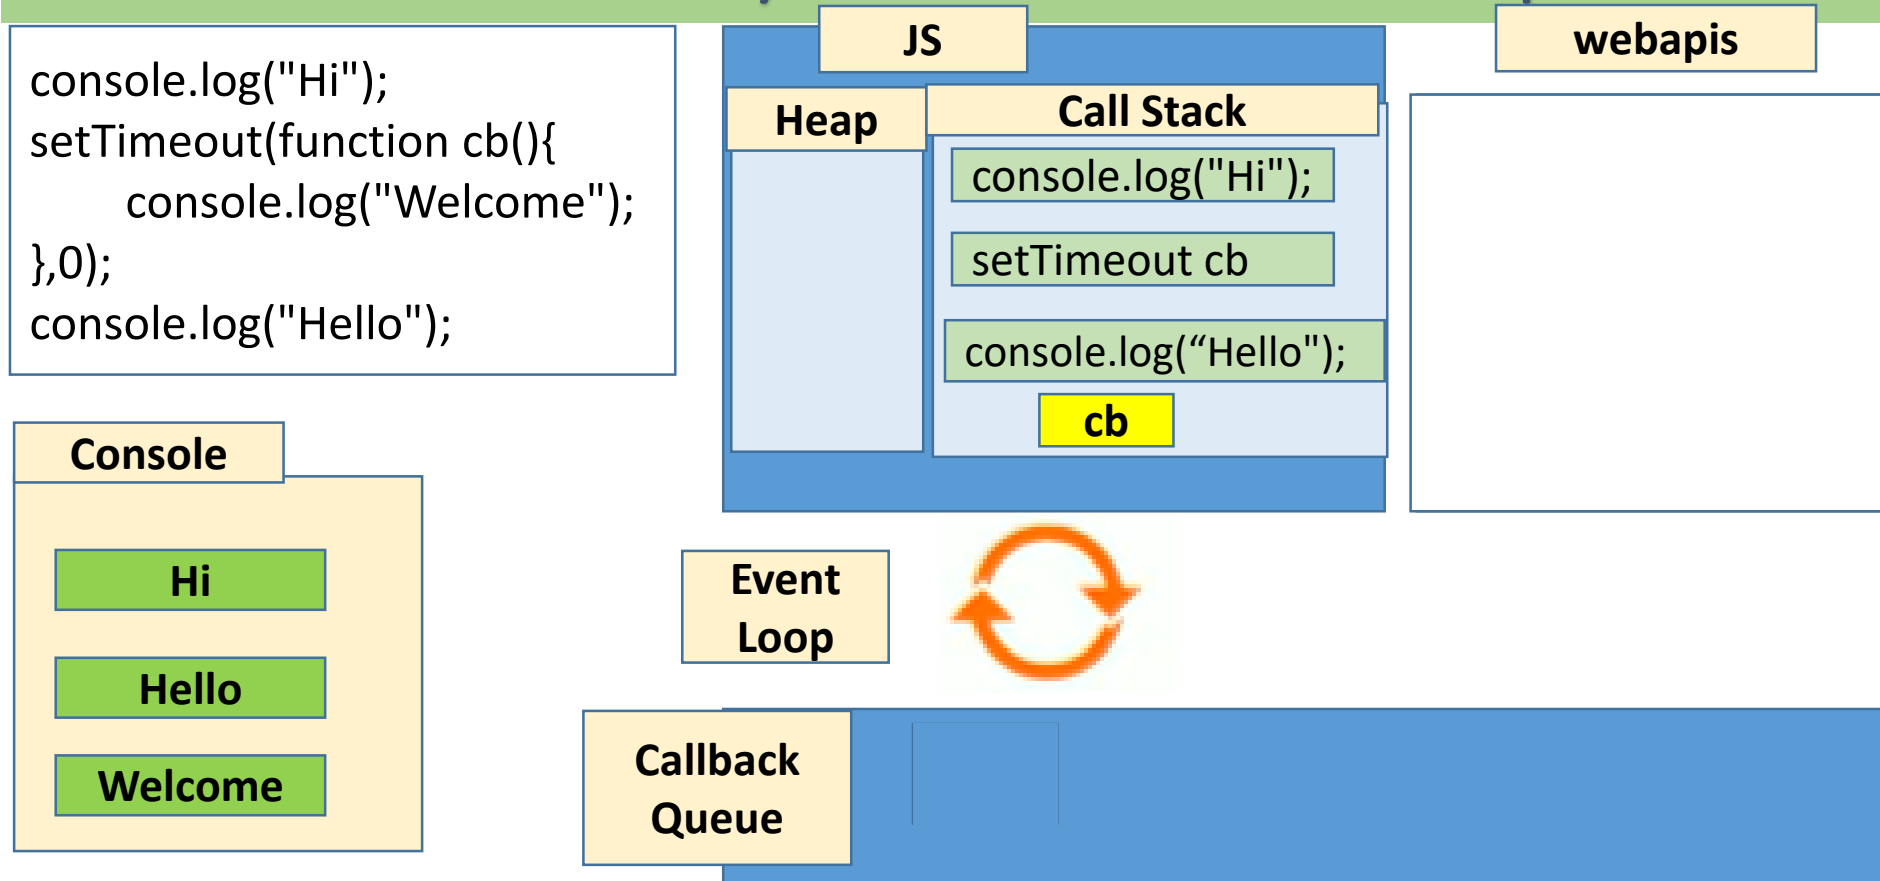 console.log("Hi");
setTimeout(function cb(){
console.log("Welcome");
},0);
console.log("Hello");
Console
Hi
Hello
Welcome
JS
Heap
Call Stack
console.log("Hi");
setTimeout cb
console.log(“Hello");
cb
webapis
Event
Loop
Callback
Queue